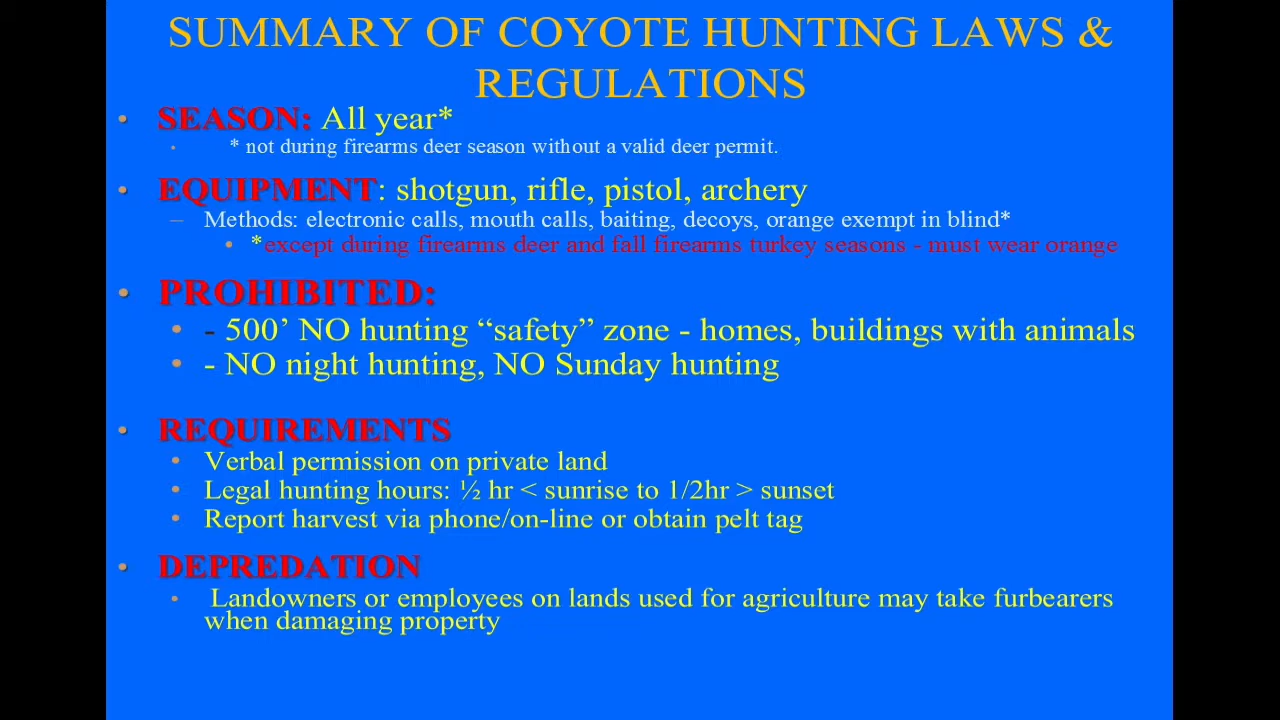 SUMMARY OF COYOTE HUNTING LAWS &
REGULATIONS
• SEASON: All year*
• * not during firearms deer season without a valid deer permit.
• EQUIPMENT: shotgun, rifle, pistol, archery
– Methods: electronic calls, mouth calls, baiting, decoys, orange exempt in blind*
• *except during firearms deer and fall firearms turkey seasons - must wear orange
• PROHIBITED:
• - 500’ NO hunting “safety” zone - homes, buildings with animals
• - NO night hunting, NO Sunday hunting
• REQUIREMENTS
• Verbal permission on private land
• Legal hunting hours: ½ hr < sunrise to 1/2hr > sunset
• Report harvest via phone/on-line or obtain pelt tag
• DEPREDATION
• Landowners or employees on lands used for agriculture may take furbearers
when damaging property